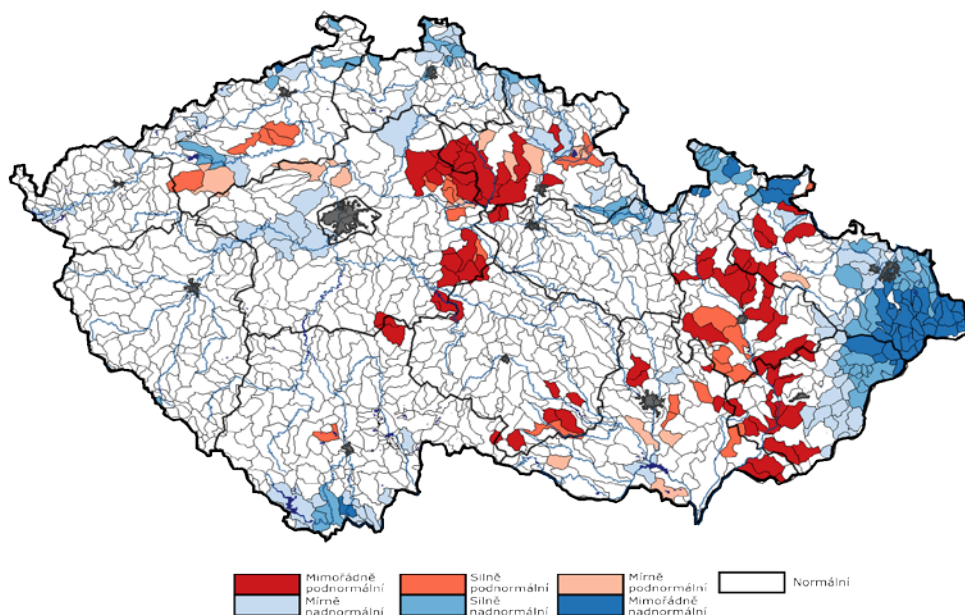 Mimořádně
podnormální
Silně
podnormální
Mírně
podnormální
Normální
Mírně
nadnormální
Silně
nadnormální
Mimořádně
nadnormální